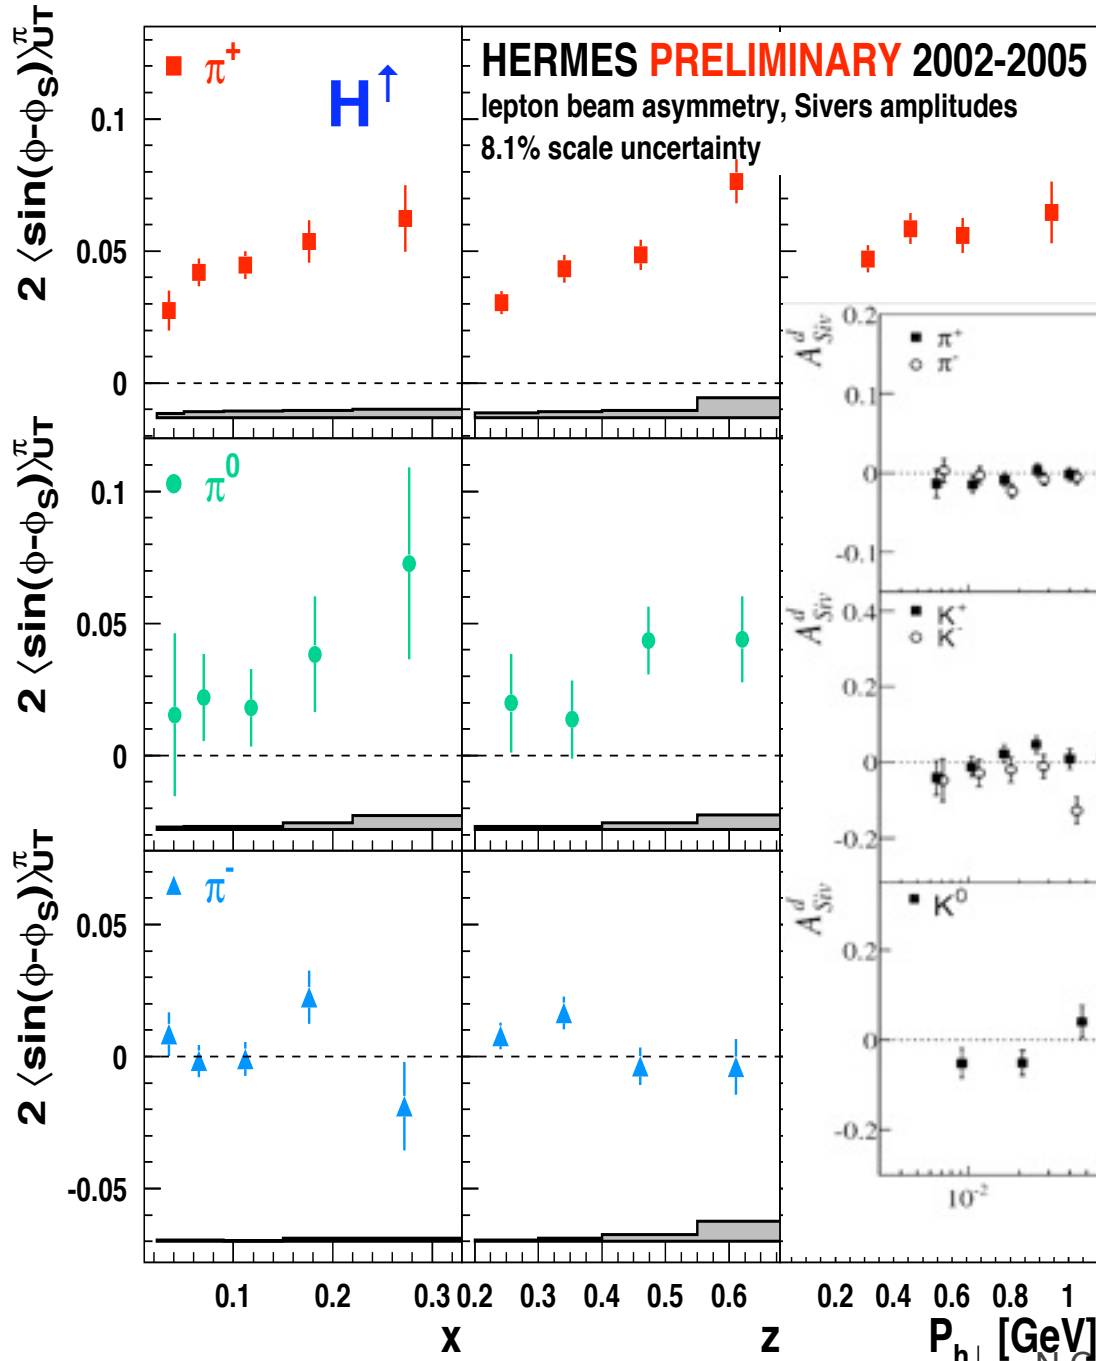 2 ⟨sin(ϕ-ϕS)⟩πUT
0.1
0.05
0
π+
H↑
HERMES PRELIMINARY 2002-2005
lepton beam asymmetry, Sivers amplitudes
8.1% scale uncertainty
2 ⟨sin(ϕ-ϕS)⟩πUT
0.1
0.05
0
π0
2 ⟨sin(ϕ-ϕS)⟩πUT
0.05
0
-0.05
π-
0.1 0.2 0.3
x
0.2 0.3 0.4 0.5 0.6
z
0.2 0.4 0.6 0.8 1
Ph⊥ [GeV]
AdSiv
0.2
0.1
0
-0.1
π+
π-
AdSiv
0.4
0.2
0
-0.2
K+
K-
AdSiv
0.2
0
-0.2
K0
10-2